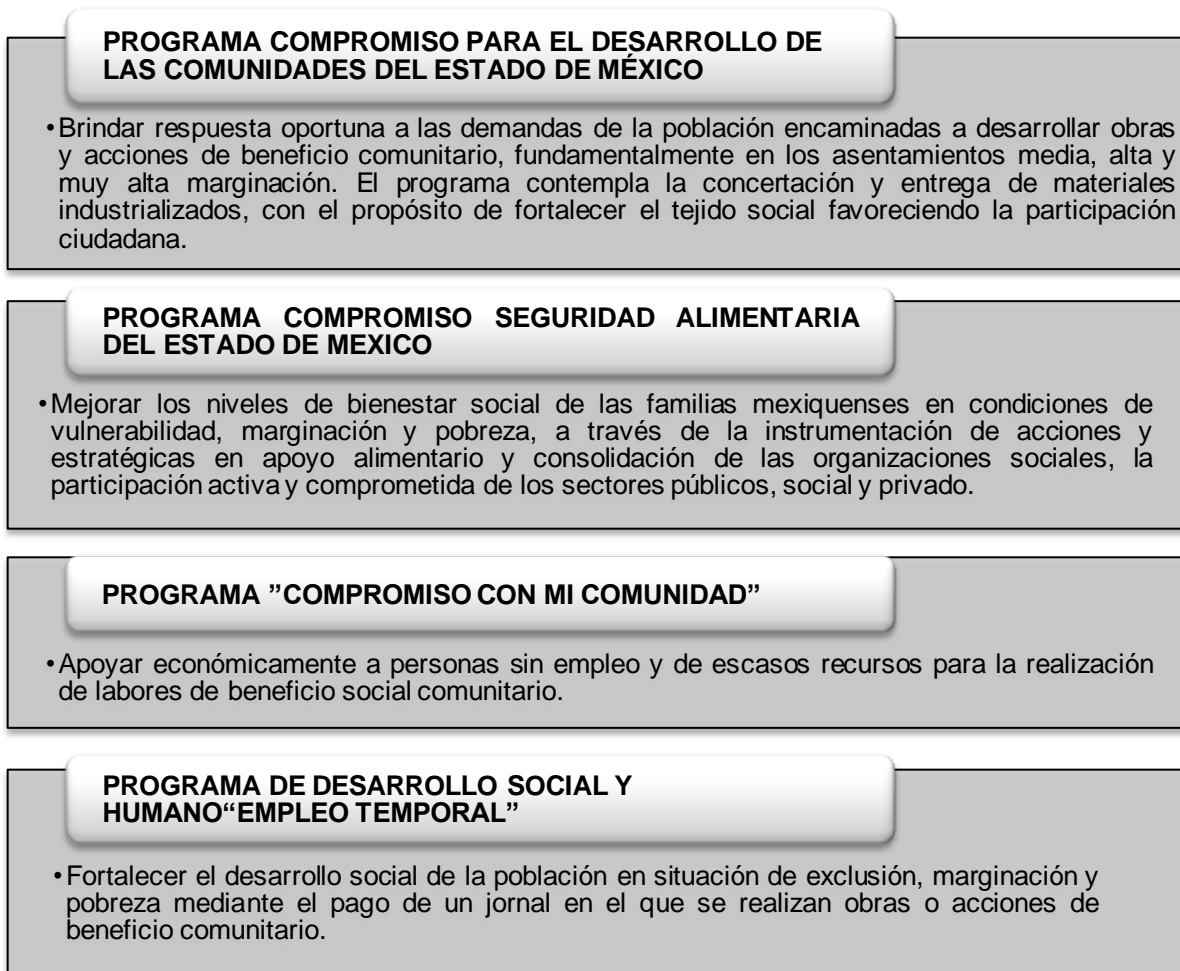 PROGRAMA COMPROMISO PARA EL DESARROLLO DE
LAS COMUNIDADES DEL ESTADO DE MÉXICO
•Brindar respuesta oportuna a las demandas de la población encaminadas a desarrollar obras
y acciones de beneficio comunitario, fundamentalmente en los asentamientos media, alta y
muy alta marginación. El programa contempla la concertación y entrega de materiales
industrializados, con el propósito de fortalecer el tejido social favoreciendo la participación
ciudadana.
PROGRAMA COMPROMISO SEGURIDAD ALIMENTARIA
DEL ESTADO DE MEXICO
•Mejorar los niveles de bienestar social de las familias mexiquenses en condiciones de
vulnerabilidad, marginación y pobreza, a través de la instrumentación de acciones y
estratégicas en apoyo alimentario y consolidación de las organizaciones sociales, la
participación activa y comprometida de los sectores públicos, social y privado.
PROGRAMA ”COMPROMISO CON MI COMUNIDAD”
•Apoyar económicamente a personas sin empleo y de escasos recursos para la realización
de labores de beneficio social comunitario.
PROGRAMA DE DESARROLLO SOCIAL Y
HUMANO“EMPLEO TEMPORAL”
•Fortalecer el desarrollo social de la población en situación de exclusión, marginación y
pobreza mediante el pago de un jornal en el que se realizan obras o acciones de
beneficio comunitario.